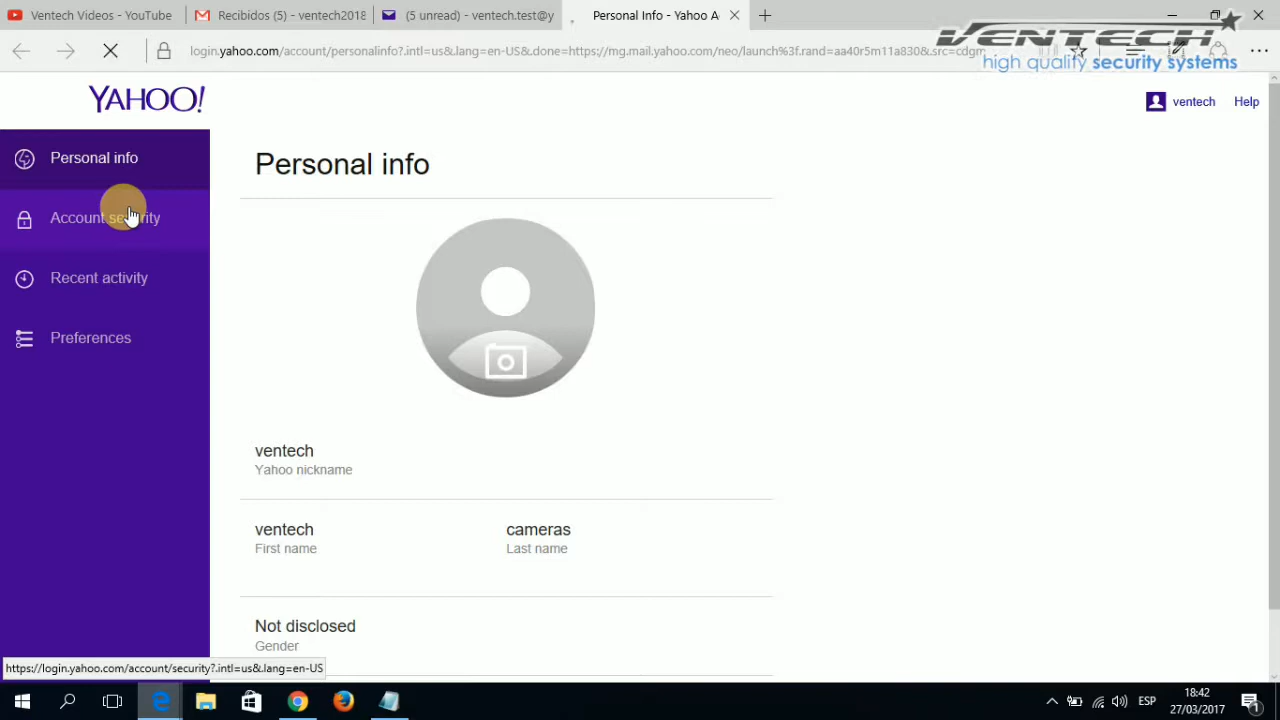 Ventech Videos - YouTube
Recibidos (6) - ventech2018
(5 unread) - ventech.test@y
Personal Info - Yahoo A
VENTECH
high quality security systems
login.yahoo.com/account/personalinfo?.intl=us&.lang=en-US&.done=https://mg.mail.yahoo.com/neo/launch%3f.rand=aa40r5m11a830&.src=cdgm
YAHOO!
ventech
Help
Personal info
Account security
Recent activity
Preferences
Personal info
ventech
Yahoo nickname
ventech
First name
cameras
Last name
Not disclosed
Gender
https://login.yahoo.com/account/security?.intl=us&.lang=en-US
ESP
18:42
27/03/2017
1